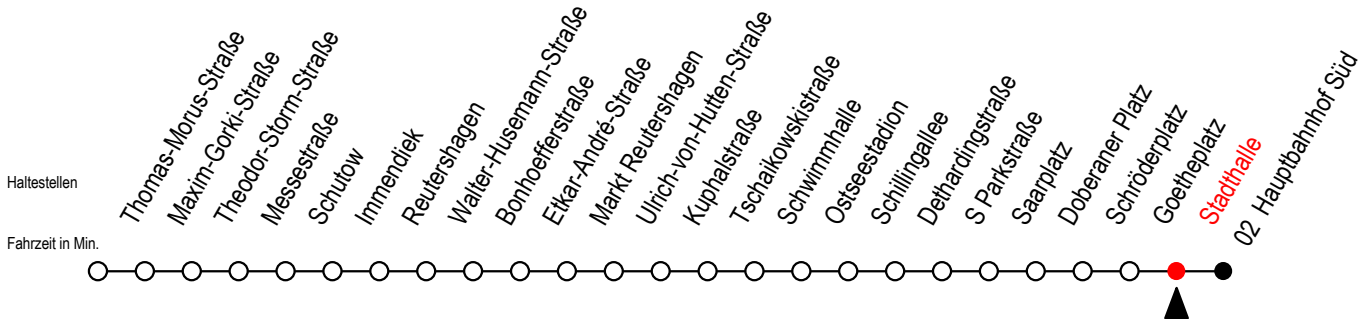 Haltestellen
Thomas-Morus-Straße
Maxim-Gorki-Straße
Theodor-Storm-Straße
Messestraße
Schutow
Immendiek
Reutershagen
Walter-Husemann-Straße
Bonhoefferstraße
Etkar-André-Straße
Markt Reutershagen
Ulrich-von-Hutten-Straße
Kuphalstraße
Tschaikowskistraße
Schwimmhalle
Ostseestadion
Schillingallee
Dethardingstraße
S Parkstraße
Saarplatz
Doberaner Platz
Schröderplatz
Goetheplatz
Stadthalle
02 Hauptbahnhof Süd
Fahrzeit in Min.